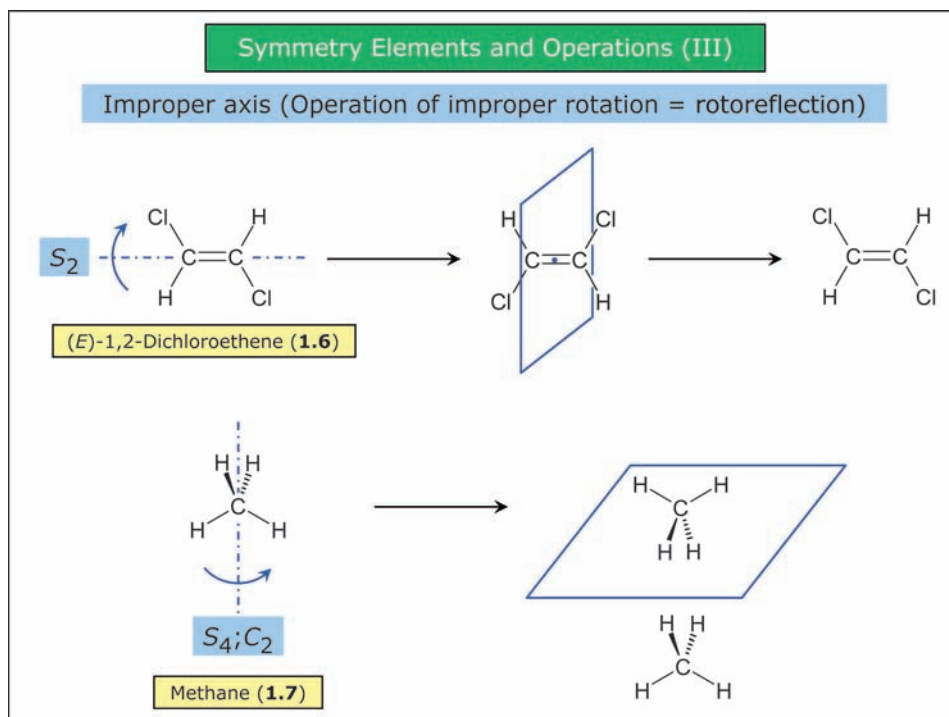 Symmetry Elements and Operations (III)
Improper axis (Operation of improper rotation = rotoreflection)
Cl H
S₂ C=C
H Cl
H Cl
C=C
Cl H
Cl H
C=C
H Cl
(E)-1,2-Dichloroethene (1.6)
H H
C
H H
S₄;C₂
Methane (1.7)
H H
C
H H
H H
C
H H